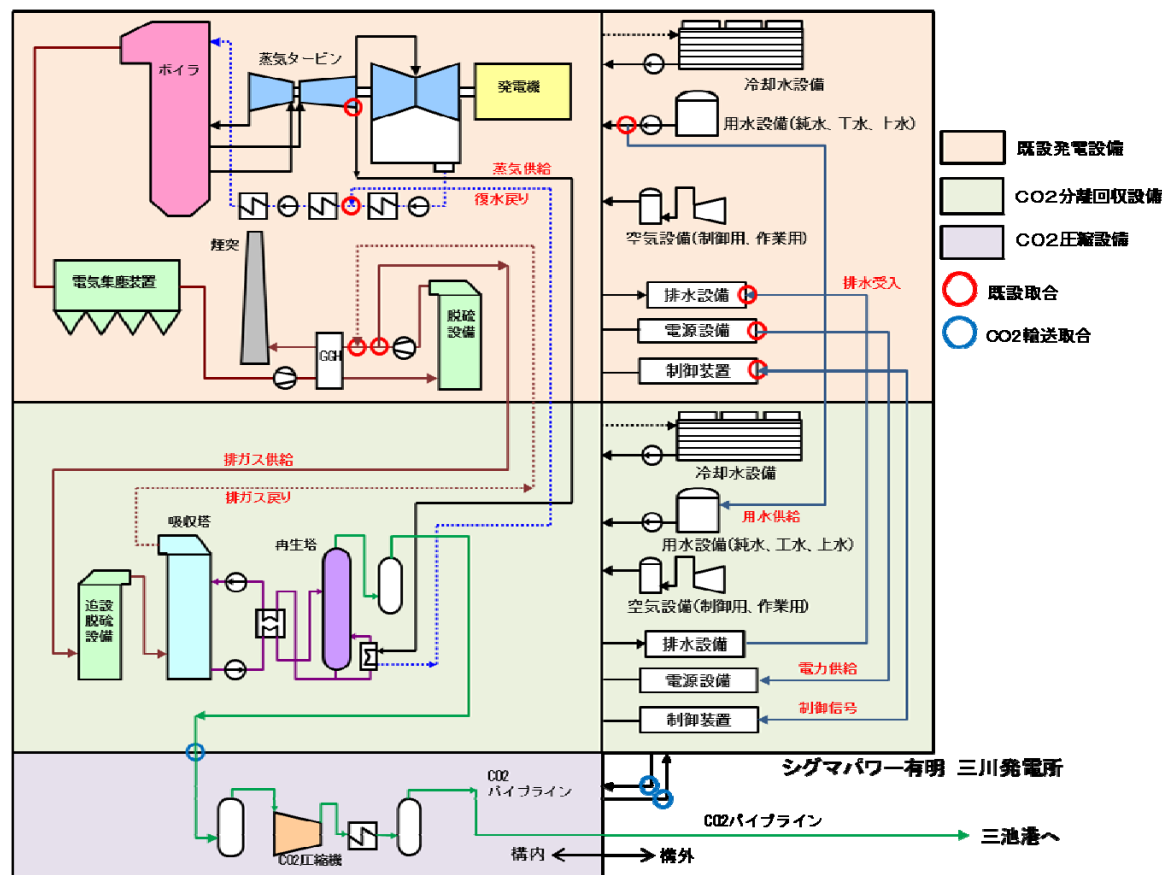 ボイラ
蒸気タービン
発電機
冷却水設備
用水設備(純水、工水、上水)
蒸気供給
復水戻り
空気設備(制御用、作業用)
煙突
電気集塵装置
GGH
脱硫
設備
排水受入
排水設備
電源設備
制御装置
既設発電設備
CO2分離回収設備
CO2圧縮設備
既設取合
CO2輸送取合
排ガス供給
排ガス戻り
吸収塔
再生塔
追設
脱硫
設備
冷却水設備
用水供給
用水設備(純水、工水、上水)
空気設備(制御用、作業用)
排水設備
電力供給
電源設備
制御信号
制御装置
シグマパワー有明 三川発電所
CO2
パイプライン
CO2パイプライン
三池港へ
CO2圧縮機
構内
構外